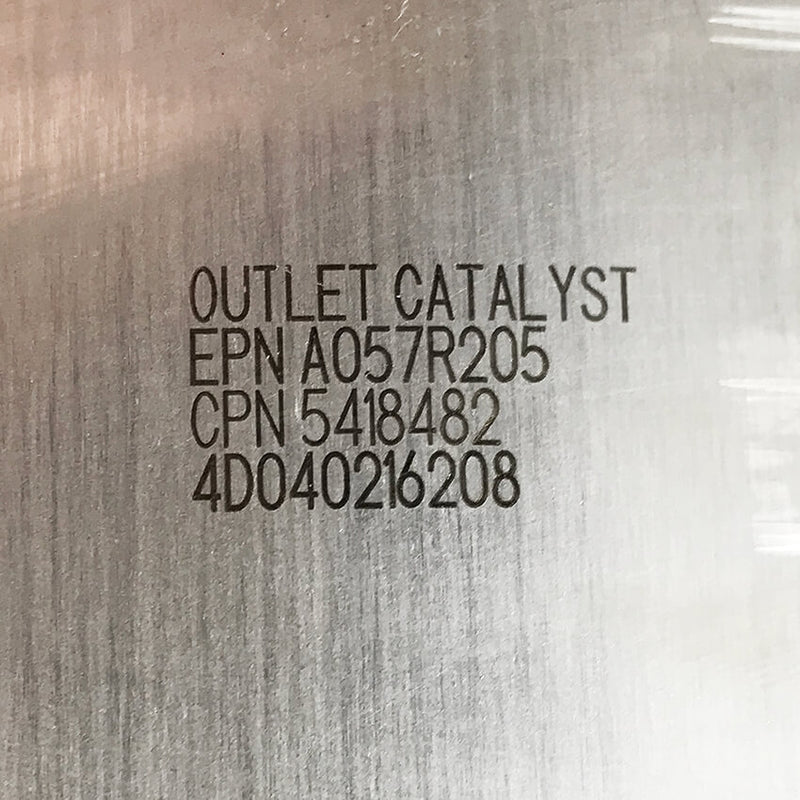 OUTLET CATALYST
EPN A057R205
CPN 5418482
4D040216208